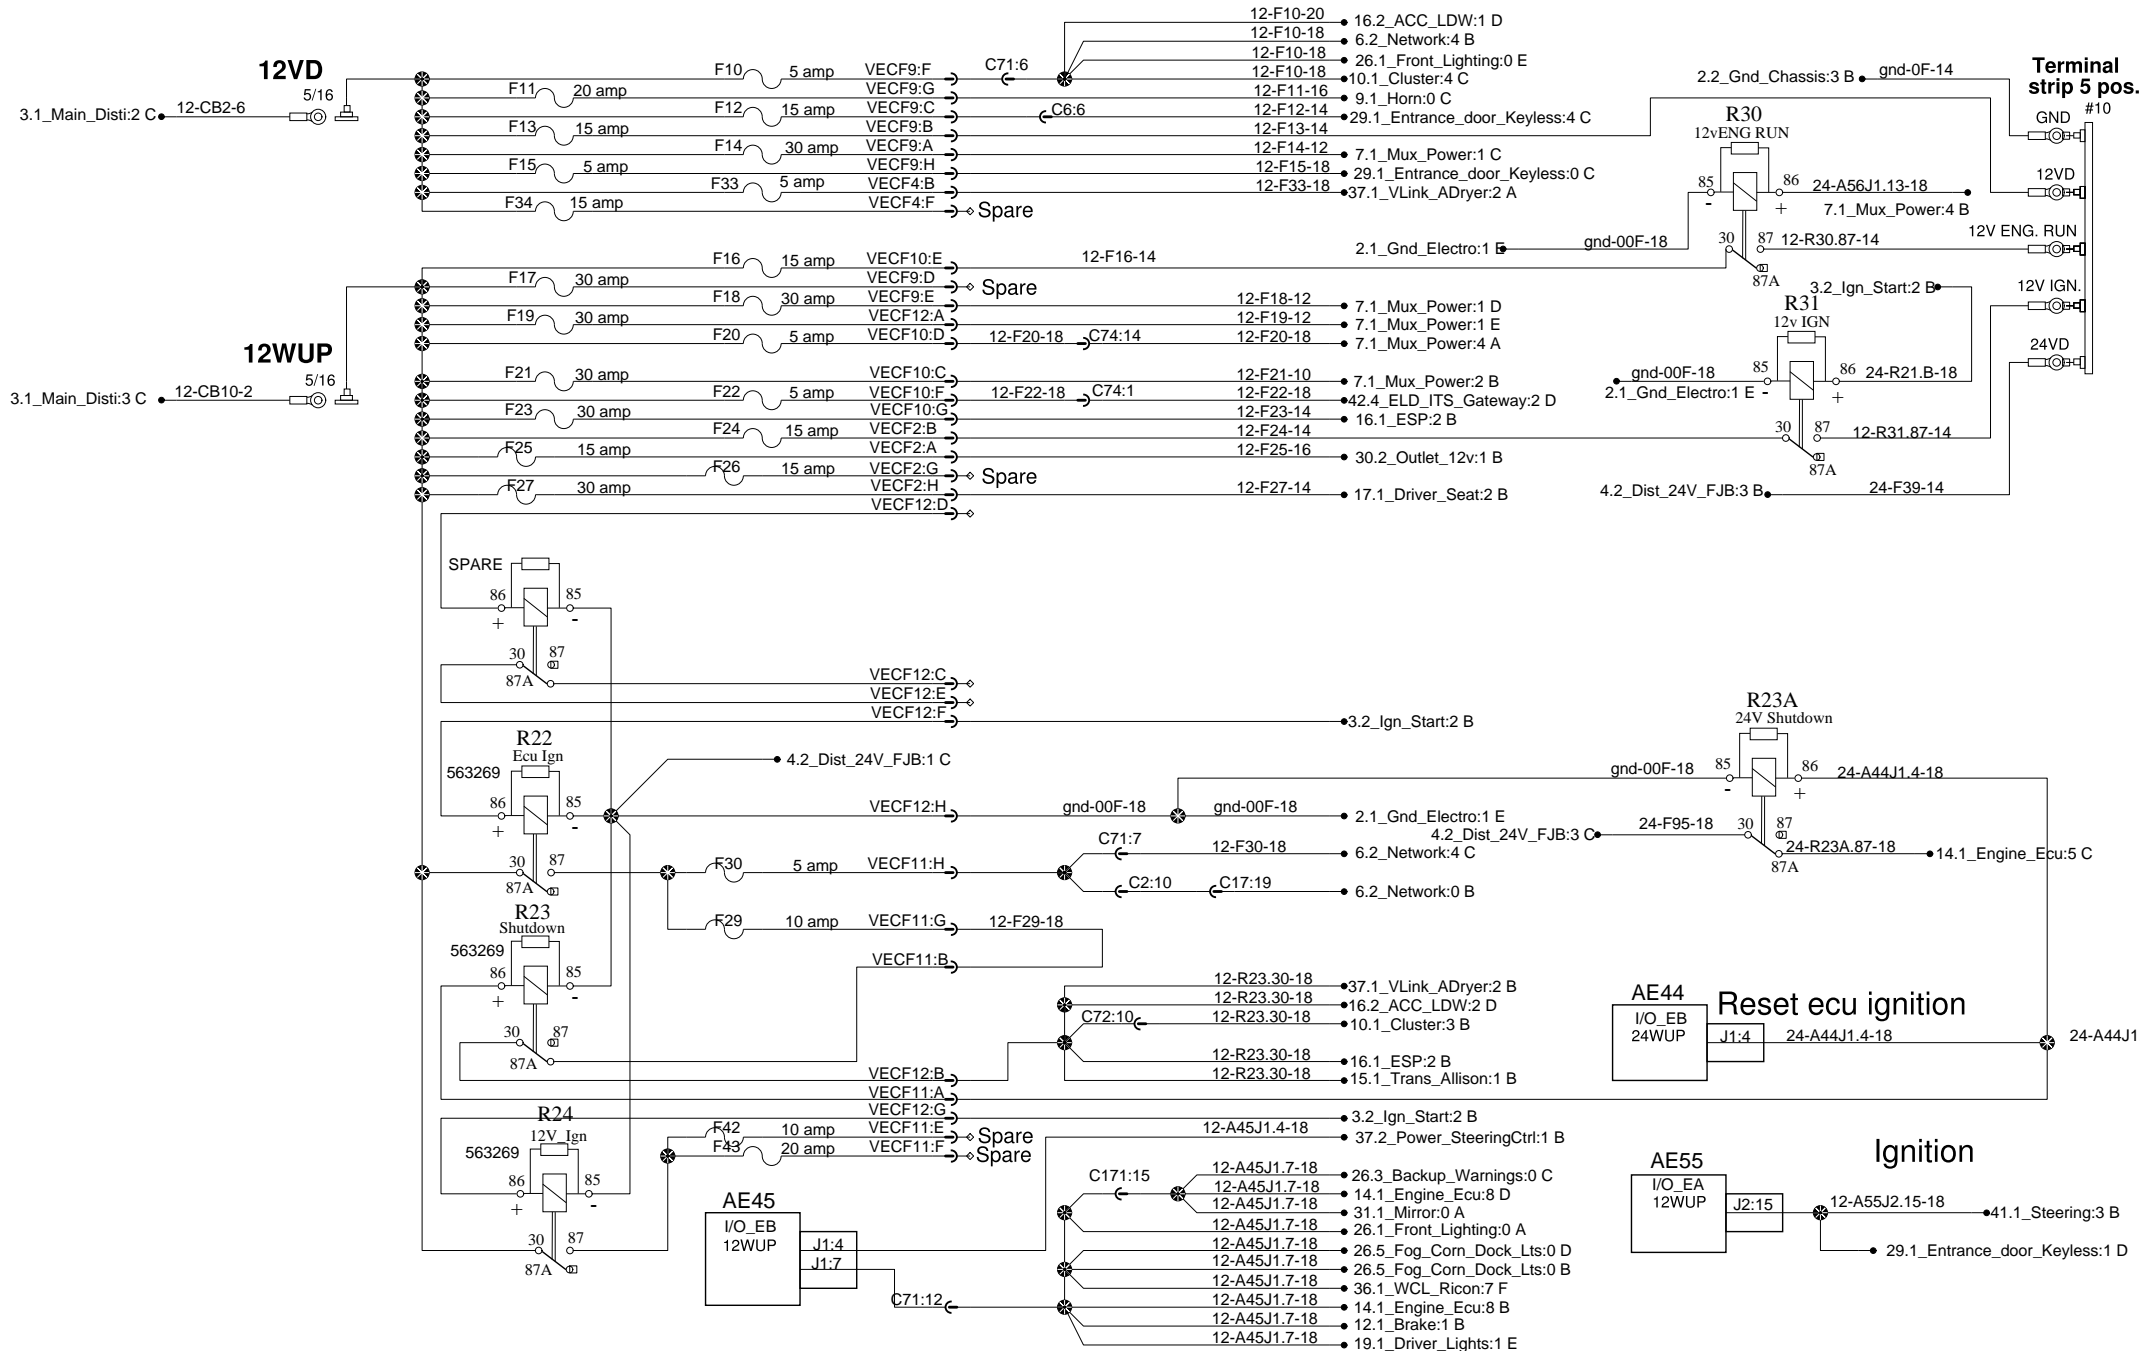 12VD
5/16
3.1_Main_Disti:2 C
12-CB2-6
F10 5 amp VECF9:F C71:6
12-F10-20 16.2_ACC_LDW:1 D
12-F10-18 6.2_Network:4 B
12-F10-18 26.1_Front_Lighting:0 E
12-F10-18 10.1_Cluster:4 C
F11 20 amp VECF9:G 12-F11-16 9.1_Horn:0 C
F12 15 amp VECF9:C C6:6 12-F12-14 29.1_Entrance_door_Keyless:4 C
F13 15 amp VECF9:B 12-F13-14
F14 30 amp VECF9:A 12-F14-12 7.1_Mux_Power:1 C
F15 5 amp VECF9:H 12-F15-18 29.1_Entrance_door_Keyless:0 C
F33 5 amp VECF4:B 12-F33-18 37.1_VLink_ADryer:2 A
F34 15 amp VECF4:F Spare
2.2_Gnd_Chassis:3 B gnd-0F-14
Terminal
strip 5 pos.
#10
GND
12VD
12V ENG. RUN
12V IGN.
24VD
R30
12vENG RUN
85 - 86 +
24-A56J1.13-18
7.1_Mux_Power:4 B
2.1_Gnd_Electro:1 E gnd-00F-18
30 87 12-R30.87-14
87A
12WUP
5/16
3.1_Main_Disti:3 C
12-CB10-2
F16 15 amp VECF10:E 12-F16-14
F17 30 amp VECF9:D Spare
F18 30 amp VECF9:E 12-F18-12 7.1_Mux_Power:1 D
F19 30 amp VECF12:A 12-F19-12 7.1_Mux_Power:1 E
F20 5 amp VECF10:D 12-F20-18 C74:14 12-F20-18 7.1_Mux_Power:4 A
F21 30 amp VECF10:C 12-F21-10 7.1_Mux_Power:2 B
F22 5 amp VECF10:F 12-F22-18 C74:1 12-F22-18 42.4_ELD_ITS_Gateway:2 D
F23 30 amp VECF10:G 12-F23-14 16.1_ESP:2 B
F24 15 amp VECF2:B 12-F24-14
F25 15 amp VECF2:A 12-F25-16 30.2_Outlet_12v:1 B
F26 15 amp VECF2:G Spare
F27 30 amp VECF2:H 12-F27-14 17.1_Driver_Seat:2 B
VECF12:D
3.2_Ign_Start:2 B
R31
12v IGN
gnd-00F-18 85 - 86 + 24-R21.B-18
2.1_Gnd_Electro:1 E
30 87 12-R31.87-14
87A
4.2_Dist_24V_FJB:3 B 24-F39-14
SPARE
86 + 85 -
30 87
87A
VECF12:C
VECF12:E
VECF12:F 3.2_Ign_Start:2 B
R22
Ecu Ign
563269
86 + 85 -
4.2_Dist_24V_FJB:1 C
VECF12:H gnd-00F-18 gnd-00F-18 2.1_Gnd_Electro:1 E
30 87
87A
F30 5 amp VECF11:H
C71:7 12-F30-18 6.2_Network:4 C
C2:10 C17:19 6.2_Network:0 B
F29 10 amp VECF11:G 12-F29-18
VECF11:B
R23A
24V Shutdown
gnd-00F-18 85 - 86 + 24-A44J1.4-18
4.2_Dist_24V_FJB:3 C 24-F95-18
30 87
87A
24-R23A.87-18 14.1_Engine_Ecu:5 C
R23
Shutdown
563269
86 + 85 -
30 87
87A
12-R23.30-18 37.1_VLink_ADryer:2 B
12-R23.30-18 16.2_ACC_LDW:2 D
C72:10 12-R23.30-18 10.1_Cluster:3 B
12-R23.30-18 16.1_ESP:2 B
12-R23.30-18 15.1_Trans_Allison:1 B
VECF12:B
VECF11:A
VECF12:G 3.2_Ign_Start:2 B
AE44
I/O_EB
24WUP
J1:4
Reset ecu ignition
24-A44J1.4-18
24-A44J1
R24
12V_Ign
563269
86 + 85 -
30 87
87A
F42 10 amp VECF11:E Spare
F43 20 amp VECF11:F Spare
AE45
I/O_EB
12WUP
J1:4
J1:7
C71:12
12-A45J1.4-18 37.2_Power_SteeringCtrl:1 B
C171:15
12-A45J1.7-18 26.3_Backup_Warnings:0 C
12-A45J1.7-18 14.1_Engine_Ecu:8 D
12-A45J1.7-18 31.1_Mirror:0 A
12-A45J1.7-18 26.1_Front_Lighting:0 A
12-A45J1.7-18 26.5_Fog_Corn_Dock_Lts:0 D
12-A45J1.7-18 26.5_Fog_Corn_Dock_Lts:0 B
12-A45J1.7-18 36.1_WCL_Ricon:7 F
12-A45J1.7-18 14.1_Engine_Ecu:8 B
12-A45J1.7-18 12.1_Brake:1 B
12-A45J1.7-18 19.1_Driver_Lights:1 E
Ignition
AE55
I/O_EA
12WUP
J2:15
12-A55J2.15-18 41.1_Steering:3 B
29.1_Entrance_door_Keyless:1 D